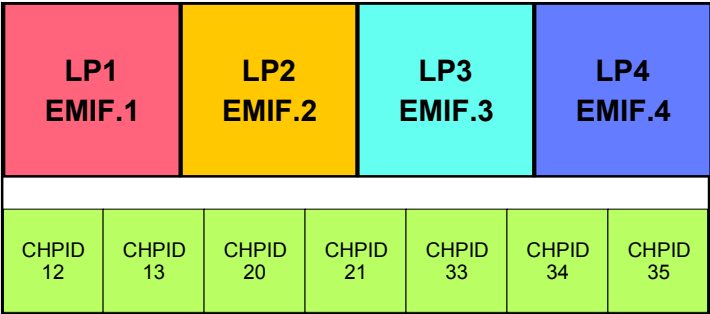 LP1
EMIF.1
LP2
EMIF.2
LP3
EMIF.3
LP4
EMIF.4
CHPID
12
CHPID
13
CHPID
20
CHPID
21
CHPID
33
CHPID
34
CHPID
35